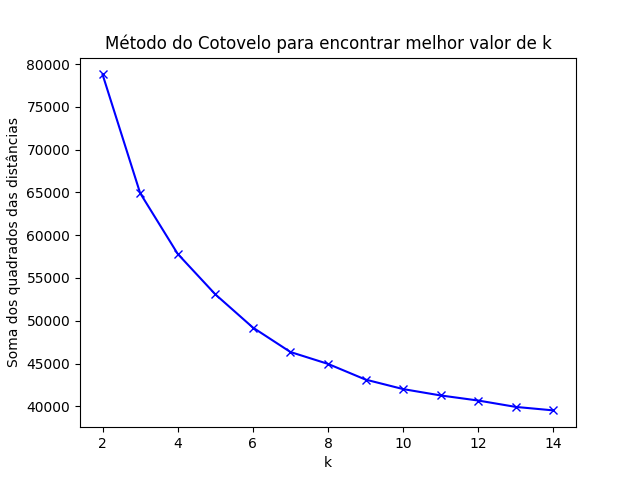 Método do Cotovelo para encontrar melhor valor de k
Soma dos quadrados das distâncias
80000
75000
70000
65000
60000
55000
50000
45000
40000
2 4 6 8 10 12 14
k